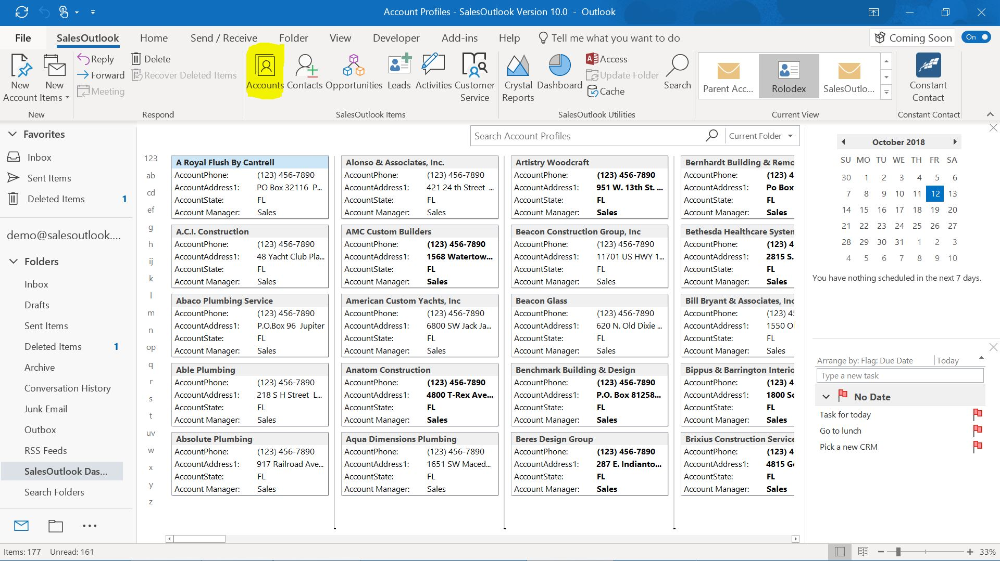 Account Profiles - SalesOutlook Version 10.0 - Outlook
File SalesOutlook Home Send / Receive Folder View Developer Add-ins Help Tell me what you want to do Coming Soon On
New Account
New Items
New
Reply
Forward
Meeting
Delete
Recover Deleted Items
Respond
Accounts
Contacts
Opportunities
Leads
Activities
Customer Service
SalesOutlook Items
Crystal Reports
Dashboard
Access
Update Folder
Cache
Search
SalesOutlook Utilities
Parent Acc...
Rolodex
SalesOutlo...
Current View
Constant Contact
Constant Contact
Favorites
Inbox
Sent Items
Deleted Items 1
demo@salesoutlook....
Folders
Inbox
Drafts
Sent Items
Deleted Items 1
Archive
Conversation History
Junk Email
Outbox
RSS Feeds
SalesOutlook Das...
Search Folders
Search Account Profiles
Current Folder
123
ab
cd
ef
g
h
ij
k
l
m
n
op
q
r
s
t
uv
w
x
y
z
A Royal Flush By Cantrell
AccountPhone: (123) 456-7890
AccountAddress1: PO Box 32116 P...
AccountState: FL
Account Manager: Sales
A.C.I. Construction
AccountPhone: (123) 456-7890
AccountAddress1: 48 Yacht Club Pla...
AccountState: FL
Account Manager: Sales
Abaco Plumbing Service
AccountPhone: (123) 456-7890
AccountAddress1: P.O.Box 96 Jupiter
AccountState: FL
Account Manager: Sales
Able Plumbing
AccountPhone: (123) 456-7890
AccountAddress1: 218 S H Street L...
AccountState: FL
Account Manager: Sales
Absolute Plumbing
AccountPhone: (123) 456-7890
AccountAddress1: 917 Railroad Ave...
AccountState: FL
Account Manager: Sales
Alonso & Associates, Inc.
AccountPhone: (123) 456-7890
AccountAddress1: 421 24 th Street ...
AccountState: FL
Account Manager: Sales
AMC Custom Builders
AccountPhone: (123) 456-7890
AccountAddress1: 1568 Watertow...
AccountState: FL
Account Manager: Sales
American Custom Yachts, Inc
AccountPhone: (123) 456-7890
AccountAddress1: 6800 SW Jack Ja...
AccountState: FL
Account Manager: Sales
Anatom Construction
AccountPhone: (123) 456-7890
AccountAddress1: 4800 T-Rex Ave...
AccountState: FL
Account Manager: Sales
Aqua Dimensions Plumbing
AccountPhone: (123) 456-7890
AccountAddress1: 1651 SW Maced...
AccountState: FL
Account Manager: Sales
Artistry Woodcraft
AccountPhone: (123) 456-7890
AccountAddress1: 951 W. 13th St. ...
AccountState: FL
Account Manager: Sales
Beacon Construction Group, Inc
AccountPhone: (123) 456-7890
AccountAddress1: 11701 US HWY 1...
AccountState: FL
Account Manager: Sales
Beacon Glass
AccountPhone: (123) 456-7890
AccountAddress1: 620 N. Old Dixie ...
AccountState: FL
Account Manager: Sales
Benchmark Building & Design
AccountPhone: (123) 456-7890
AccountAddress1: P.O. Box 81258...
AccountState: FL
Account Manager: Sales
Beres Design Group
AccountPhone: (123) 456-7890
AccountAddress1: 287 E. Indianto...
AccountState: FL
Account Manager: Sales
Bernhardt Building & Remo
AccountPhone: (123) 4
AccountAddress1: Po Box
AccountState: FL
Account Manager: Sales
Bethesda Healthcare System
AccountPhone: (123) 4
AccountAddress1: 2815 S.
AccountState: FL
Account Manager: Sales
Bill Bryant & Associates, Inc
AccountPhone: (123) 45
AccountAddress1: 1550 Ol
AccountState: FL
Account Manager: Sales
Bippus & Barrington Interio
AccountPhone: (123) 4
AccountAddress1: 1800 Sc
AccountState: FL
Account Manager: Sales
Brixius Construction Service
AccountPhone: (123) 4
AccountAddress1: 4815 Ge
AccountState: FL
Account Manager: Sales
October 2018
SU MO TU WE TH FR SA
30 1 2 3 4 5 6
7 8 9 10 11 12 13
14 15 16 17 18 19 20
21 22 23 24 25 26 27
28 29 30 31 1 2 3
4 5 6 7 8 9 10
You have nothing scheduled in the next 7 days.
Arrange by: Flag: Due Date Today
Type a new task
No Date
Task for today
Go to lunch
Pick a new CRM
Items: 177 Unread: 161
33%